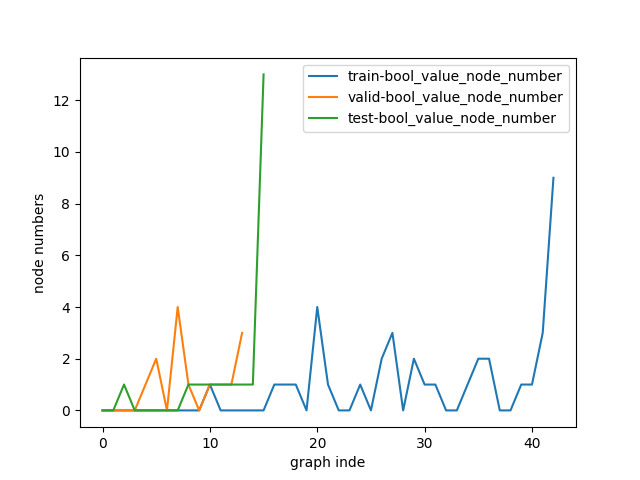 train-bool_value_node_number
valid-bool_value_node_number
test-bool_value_node_number
12
10
8
6
4
2
0
node numbers
0 10 20 30 40
graph inde